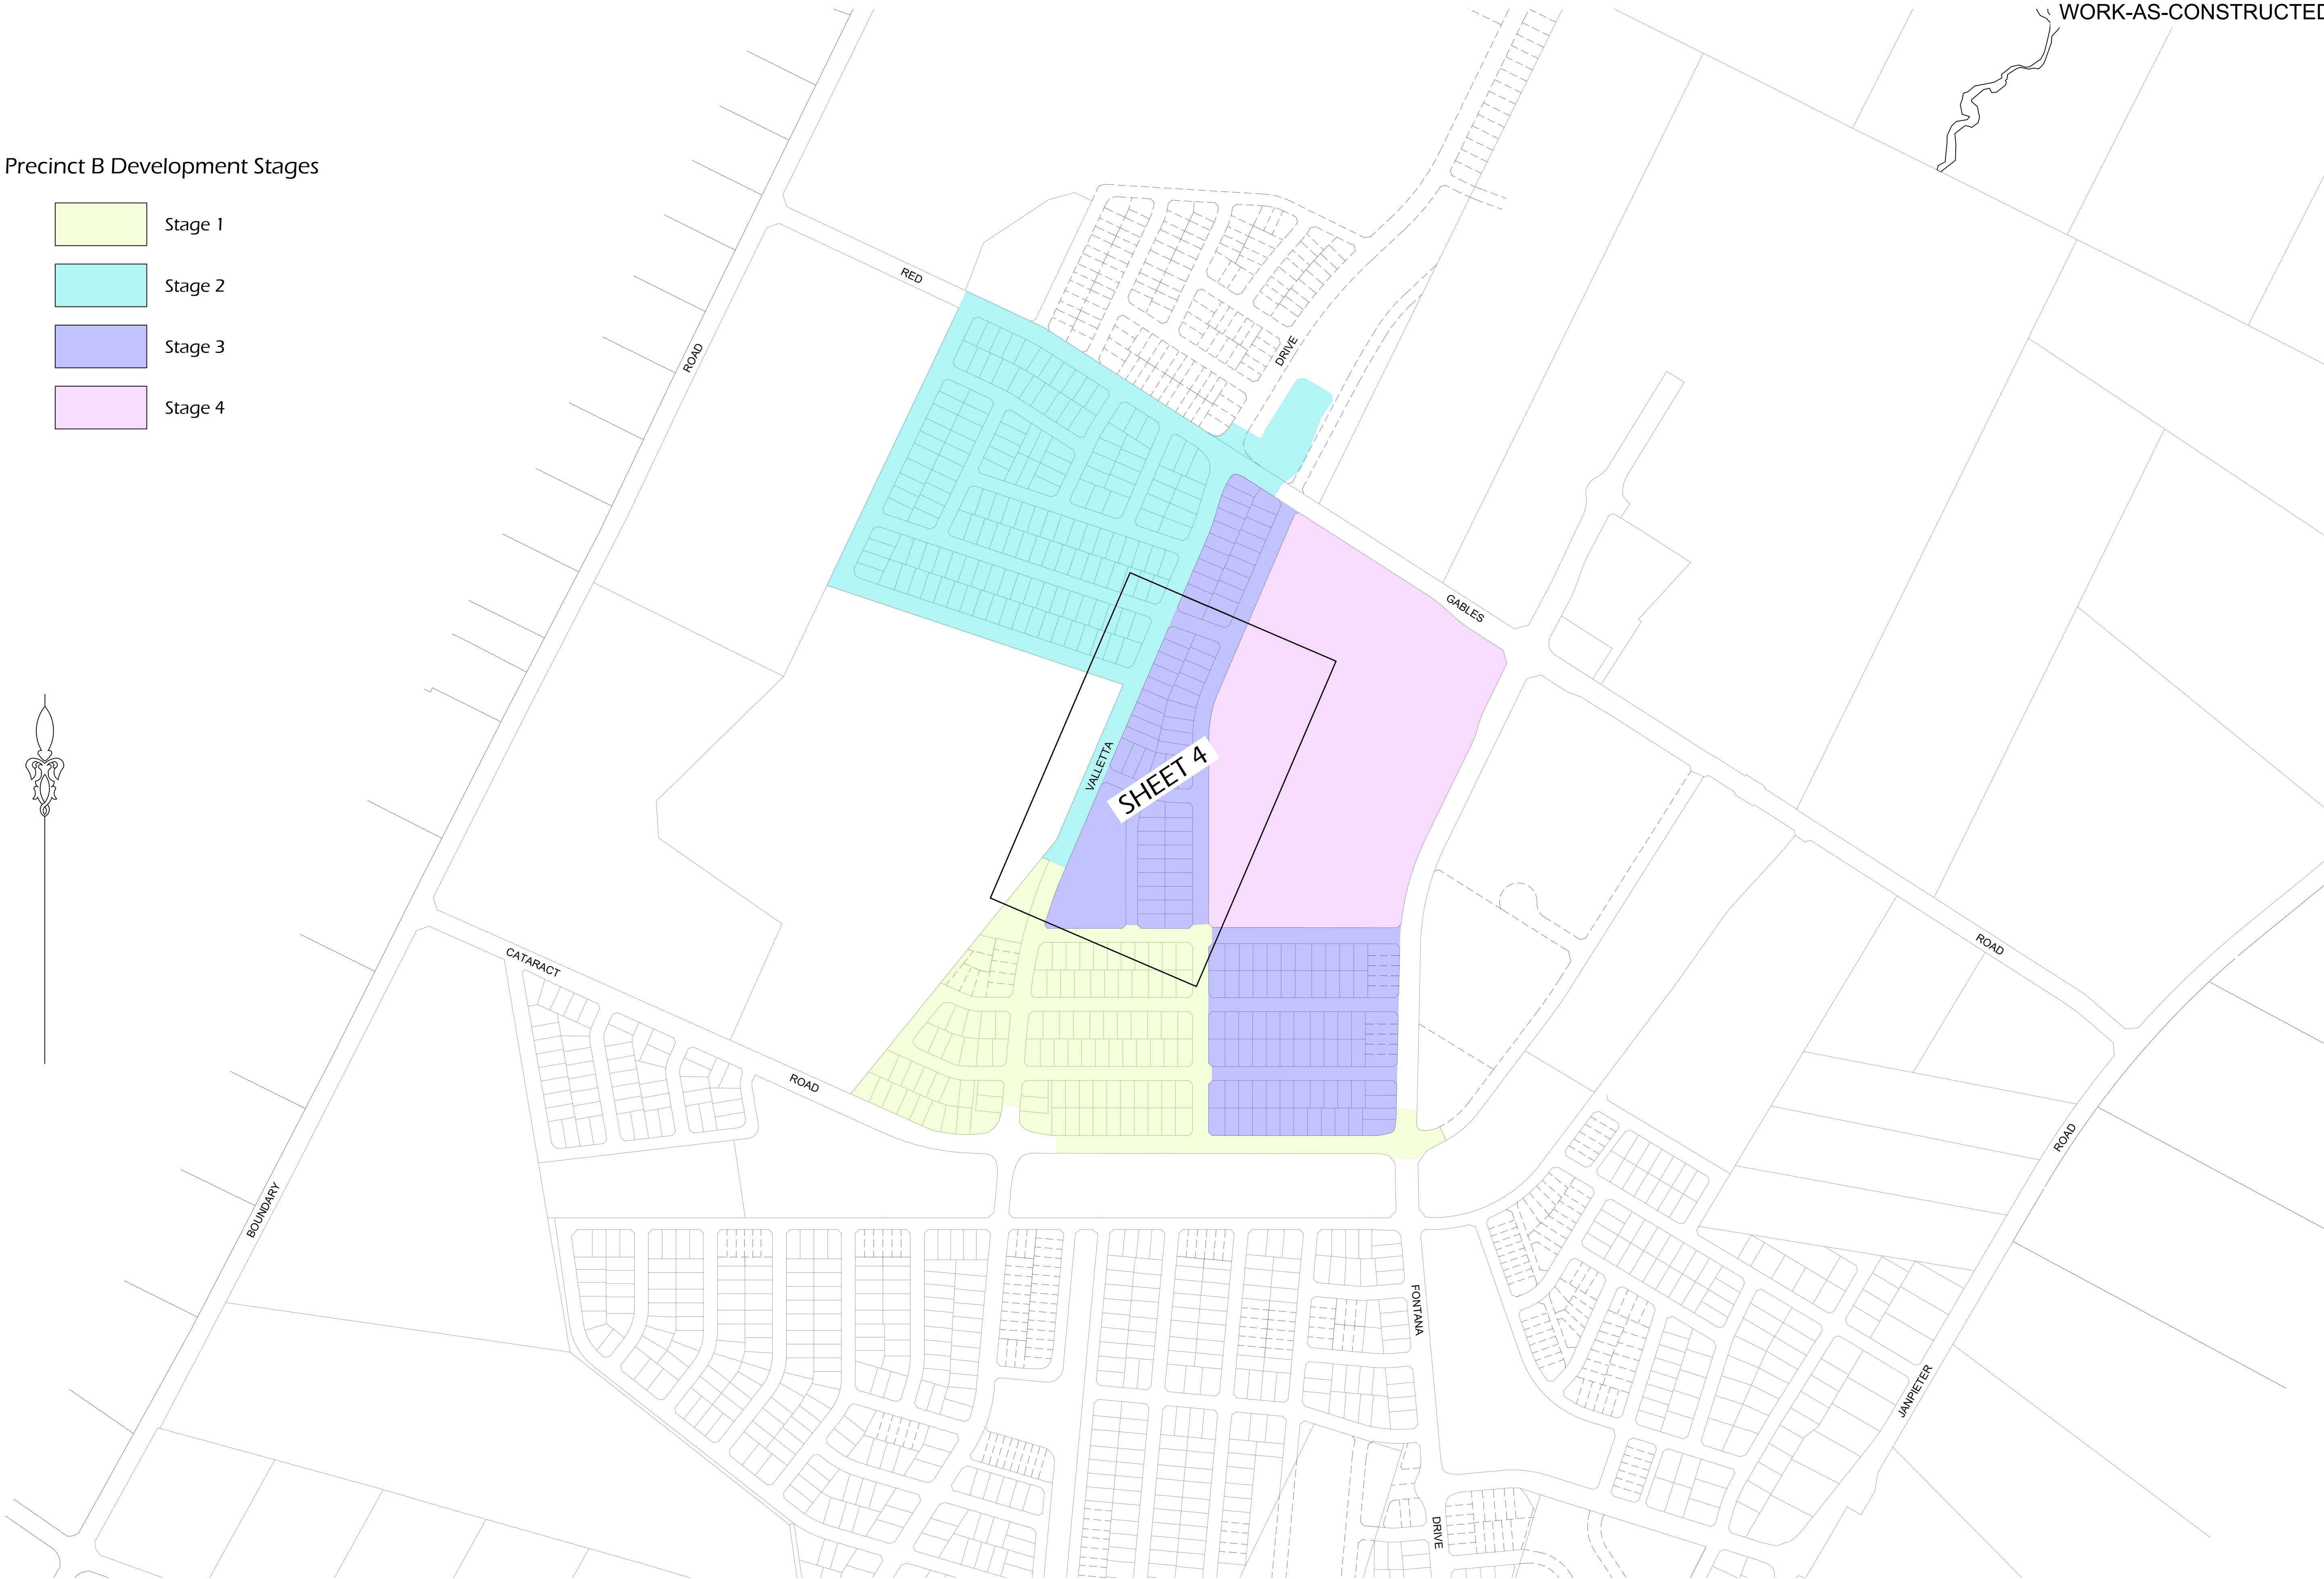 WORK-AS-CONSTRUCTED
Precinct B Development Stages
Stage 1
Stage 2
Stage 3
Stage 4
RED
ROAD
DRIVE
GABLES
VALLETTA
SHEET 4
ROAD
CATARACT
ROAD
ROAD
BOUNDARY
FONTANA
JANPIETER
DRIVE